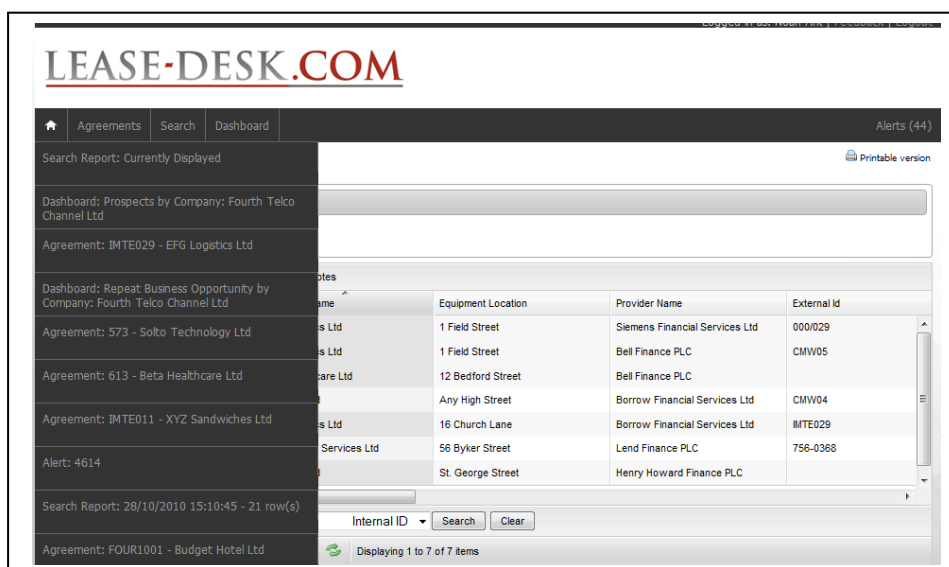 LEASE-DESK.COM
Agreements Search Dashboard Alerts (44)
Search Report: Currently Displayed
Printable version
Dashboard: Prospects by Company: Fourth Telco
Channel Ltd
Agreement: IMTE029 - EFG Logistics Ltd
Dashboard: Repeat Business Opportunity by
Company: Fourth Telco Channel Ltd
Agreement: 573 - Solto Technology Ltd
Agreement: 613 - Beta Healthcare Ltd
Agreement: IMTE011 - XYZ Sandwiches Ltd
Alert: 4614
Search Report: 28/10/2010 15:10:45 - 21 row(s)
Agreement: FOUR1001 - Budget Hotel Ltd
otes
ame Equipment Location Provider Name External Id
s Ltd 1 Field Street Siemens Financial Services Ltd 000/029
s Ltd 1 Field Street Bell Finance PLC CMW05
care Ltd 12 Bedford Street Bell Finance PLC
Any High Street Borrow Financial Services Ltd CMW04
s Ltd 16 Church Lane Borrow Financial Services Ltd IMTE029
Services Ltd 56 Byker Street Lend Finance PLC 756-0368
St. George Street Henry Howard Finance PLC
Internal ID Search Clear
Displaying 1 to 7 of 7 items